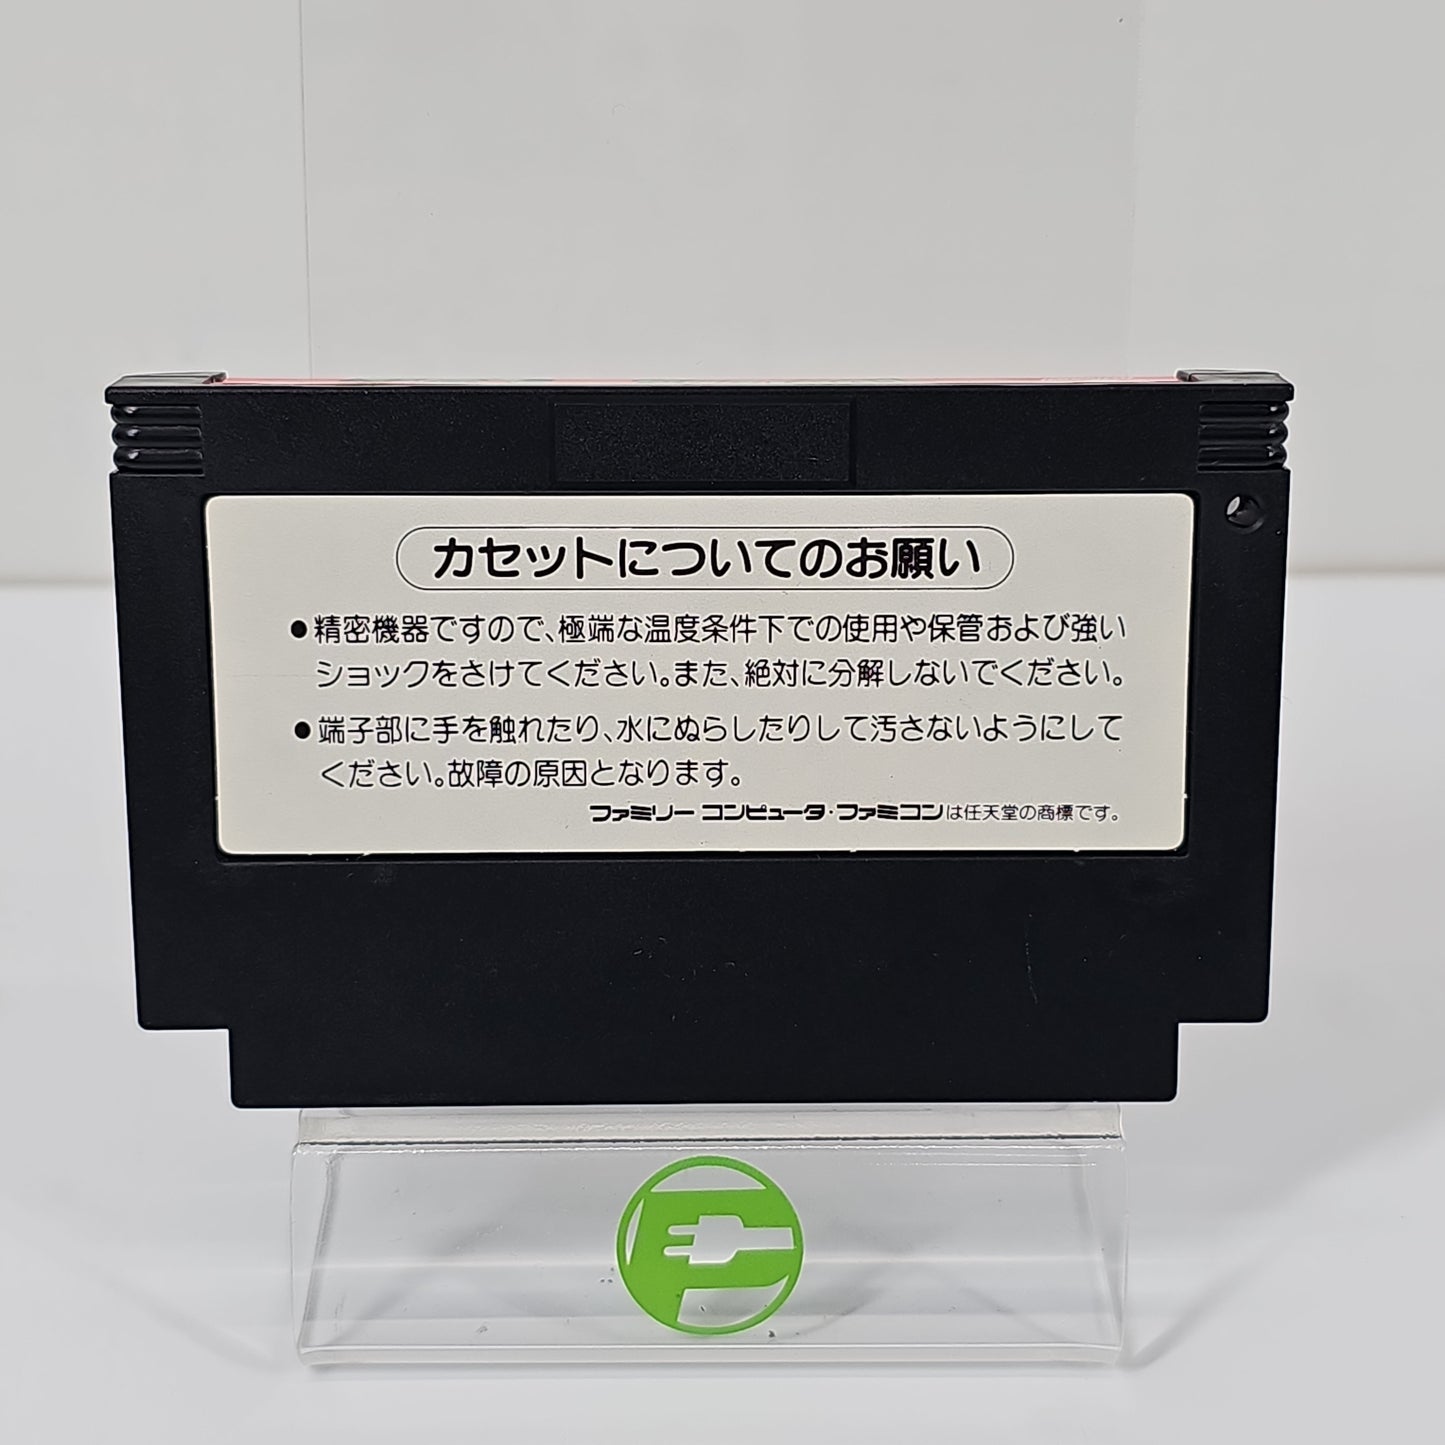 カセットについてのお願い
●精密機器ですので、極端な温度条件下での使用や保管および強い
ショックをさけてください。また、絶対に分解しないでください。
●端子部に手を触れたり、水にぬらしたりして汚さないようにして
ください。故障の原因となります。
ファミリー コンピュータ・ファミコンは任天堂の商標です。